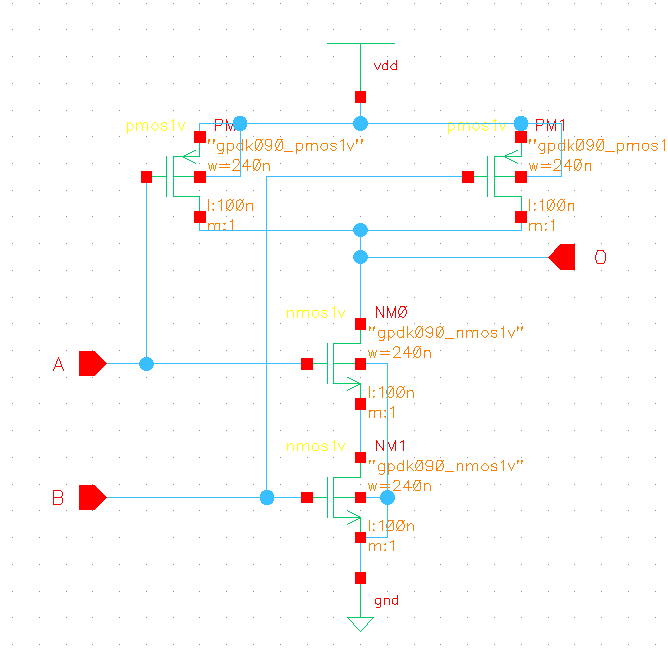 vdd
pmos1v PM
"gpdk090_pmos1v"
w=240n
l:100n
m:1
pmos1v PM1
"gpdk090_pmos1
w=240n
l:100n
m:1
O
nmos1v NM0
"gpdk090_nmos1v"
w=240n
l:100n
m:1
A
nmos1v NM1
"gpdk090_nmos1v"
w=240n
l:100n
m:1
B
gnd